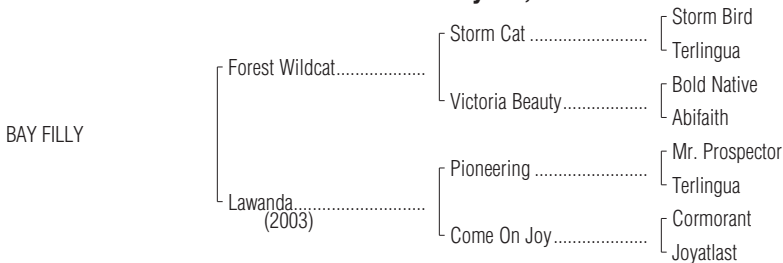 Storm Bird
Storm Cat ........................
Terlingua
Forest Wildcat...................
Bold Native
Victoria Beauty.................
Abifaith
BAY FILLY
Mr. Prospector
Pioneering .......................
Terlingua
Lawanda...........................
(2003)
Cormorant
Come On Joy...................
Joyatlast